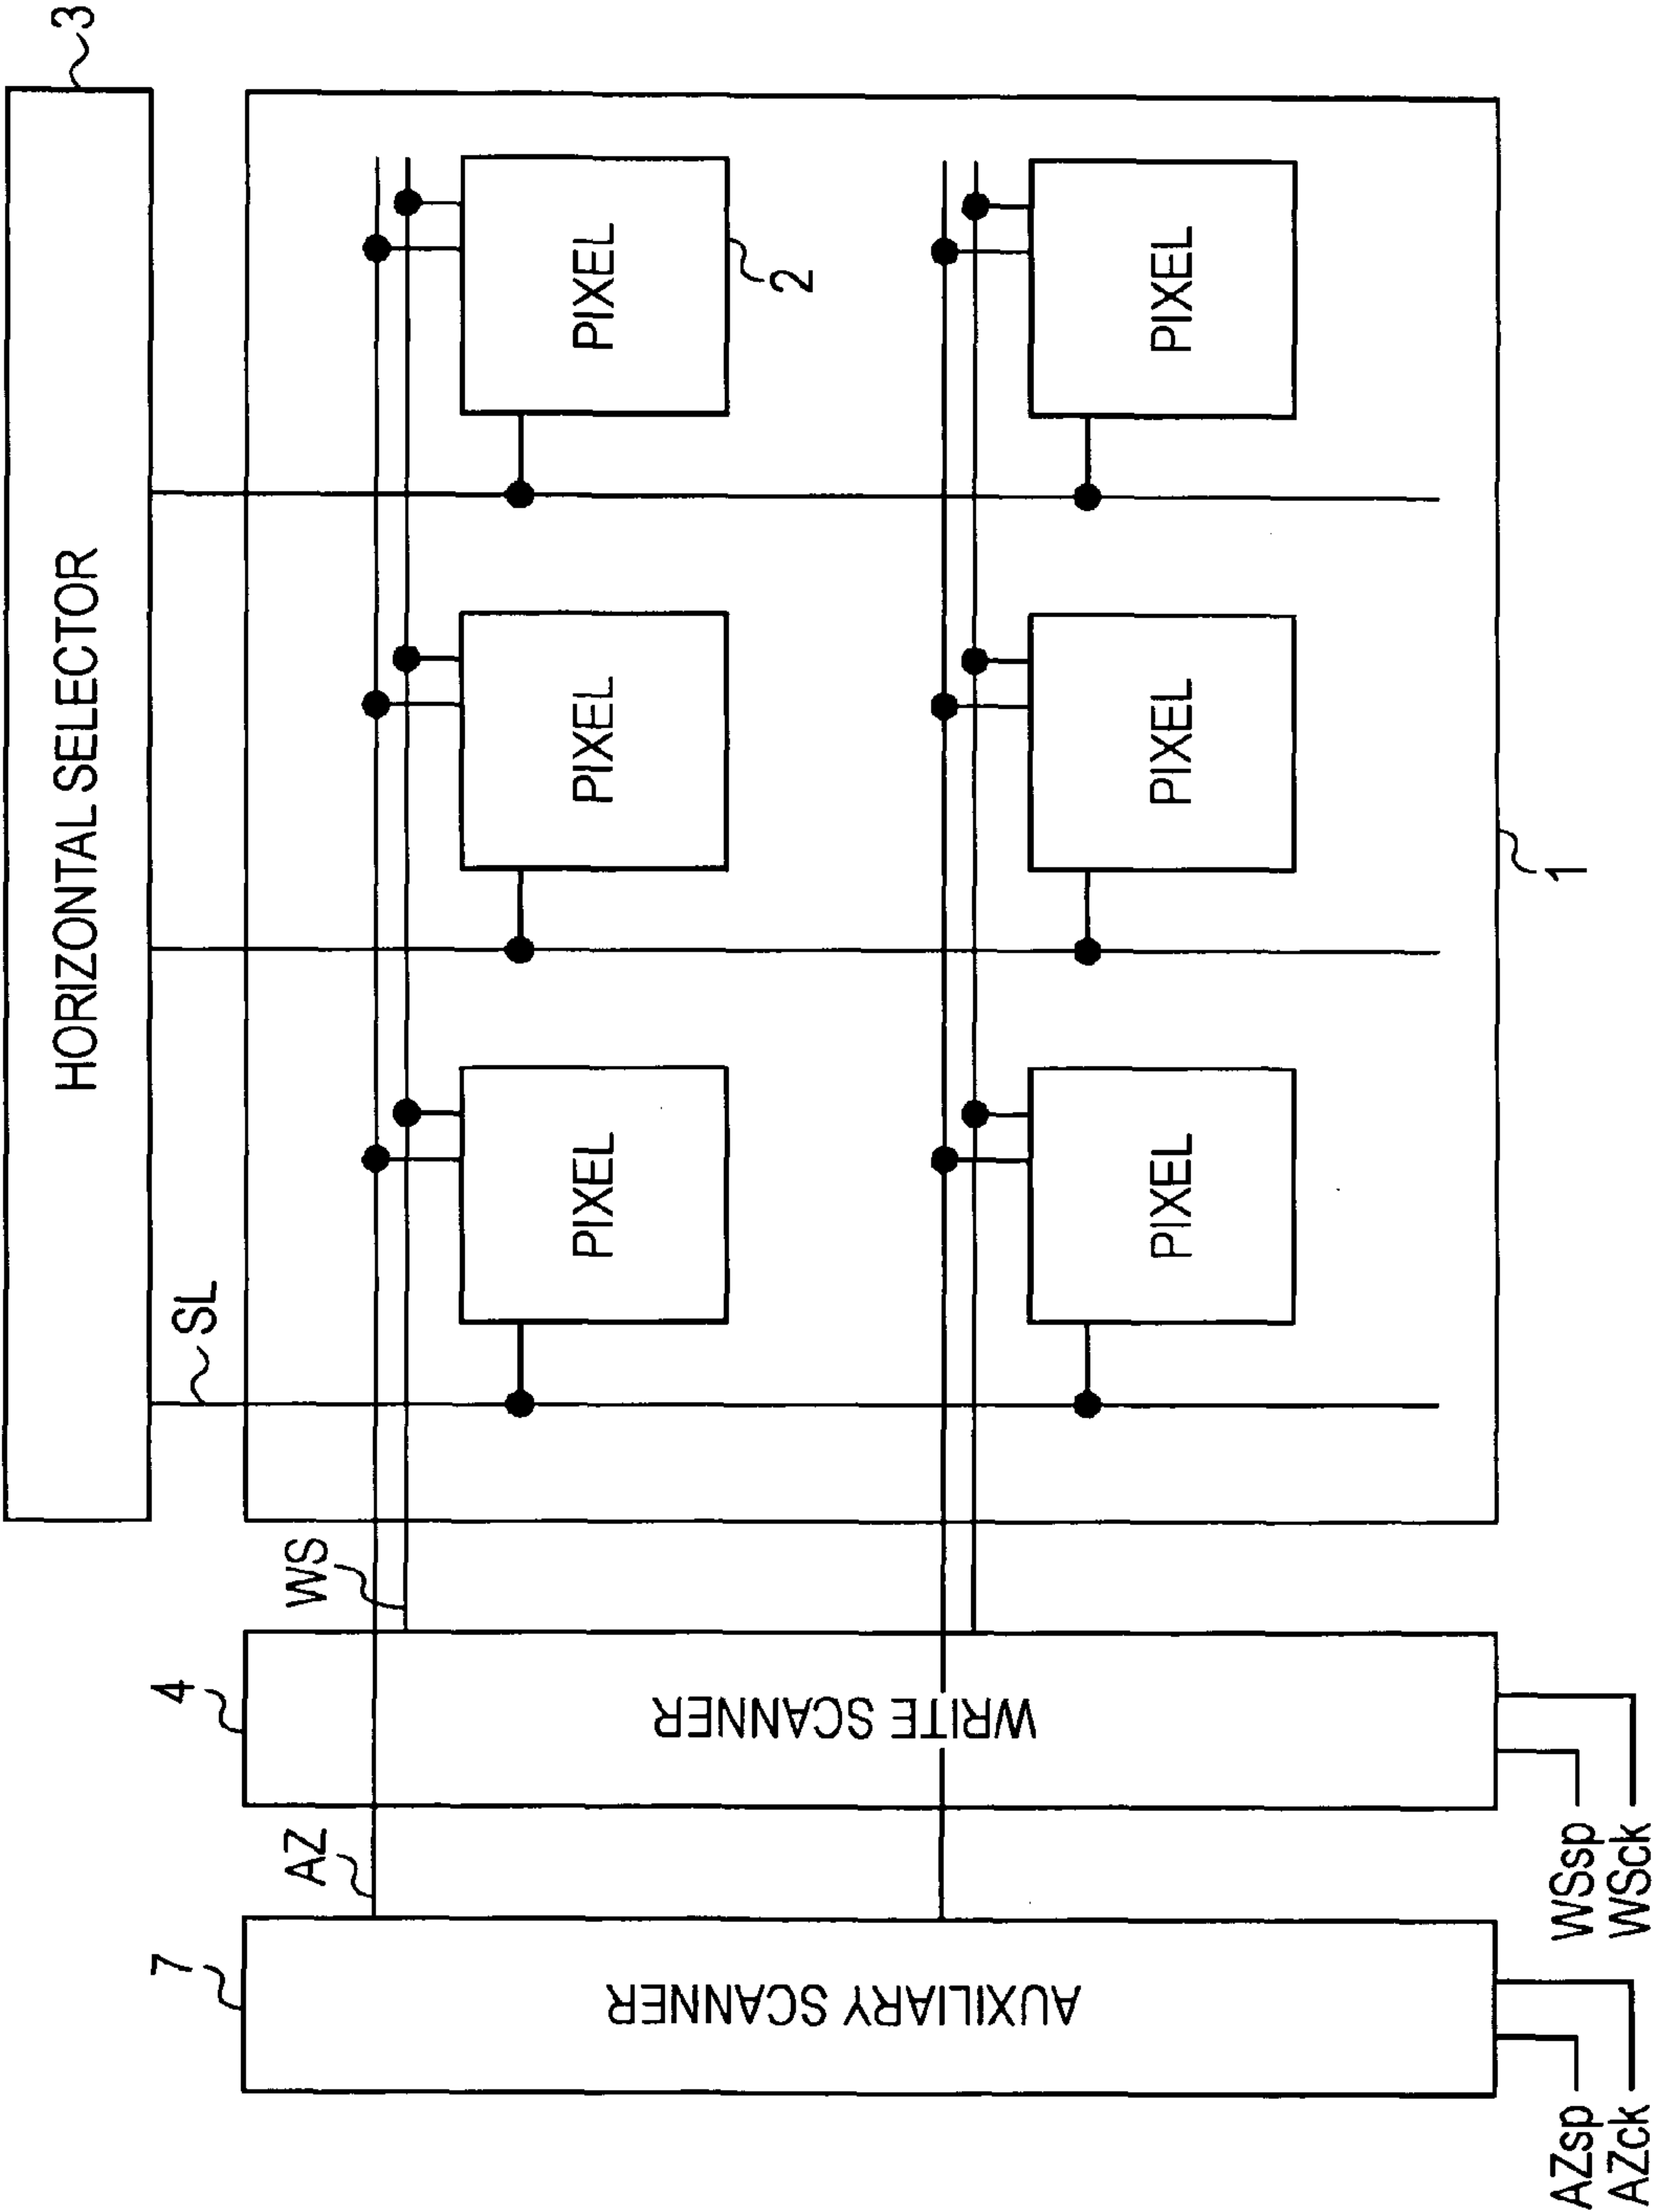 3
HORIZONTAL SELECTOR
SL
PIXEL
PIXEL
PIXEL
2
PIXEL
PIXEL
PIXEL
1
WS
4
WRITE SCANNER
AZ
7
AUXILIARY SCANNER
WSsp
WSck
AZsp
AZck